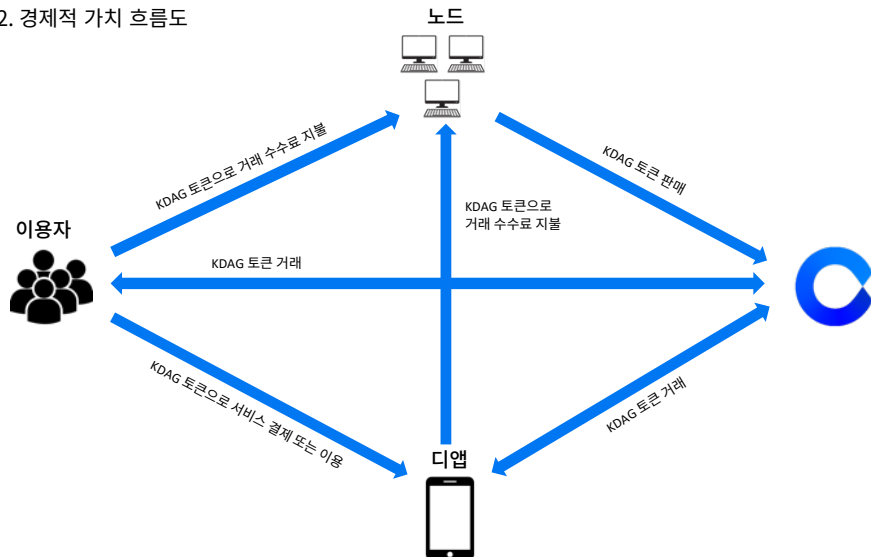 2. 경제적 가치 흐름도
노드
KDAG 토큰으로 거래 수수료 지불
KDAG 토큰 판매
KDAG 토큰으로
거래 수수료 지불
이용자
KDAG 토큰 거래
KDAG 토큰으로 서비스 결제 또는 이용
KDAG 토큰 거래
디앱